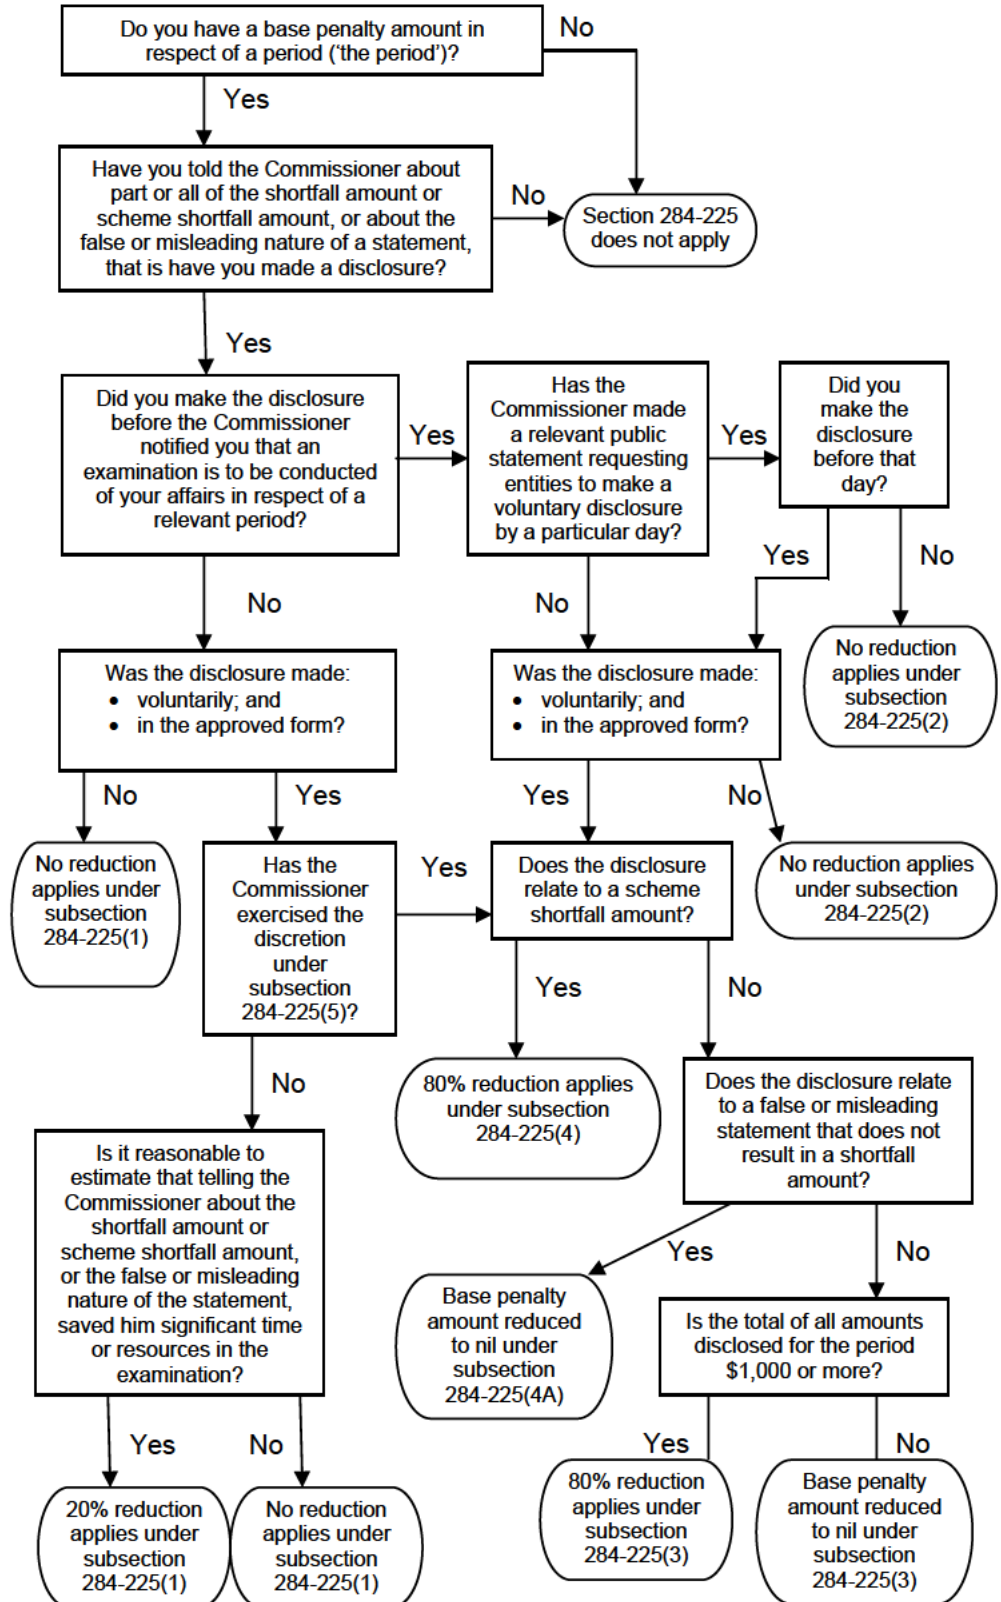 Do you have a base penalty amount in
respect of a period (‘the period’)?
No
Yes
Have you told the Commissioner about
part or all of the shortfall amount or
scheme shortfall amount, or about the
false or misleading nature of a statement,
that is have you made a disclosure?
No
Section 284-225
does not apply
Yes
Did you make the disclosure
before the Commissioner
notified you that an
examination is to be conducted
of your affairs in respect of a
relevant period?
Yes
Has the
Commissioner made
a relevant public
statement requesting
entities to make a
voluntary disclosure
by a particular day?
Yes
Did you
make the
disclosure
before that
day?
No
No
Yes
No
No reduction
applies under
subsection
284-225(2)
Was the disclosure made:
• voluntarily; and
• in the approved form?
Was the disclosure made:
• voluntarily; and
• in the approved form?
No
Yes
Yes
No
No reduction
applies under
subsection
284-225(1)
Has the
Commissioner
exercised the
discretion
under
subsection
284-225(5)?
Yes
Does the disclosure
relate to a scheme
shortfall amount?
No reduction applies
under subsection
284-225(2)
Yes
No
No
80% reduction applies
under subsection
284-225(4)
Does the disclosure relate
to a false or misleading
statement that does not
result in a shortfall
amount?
Is it reasonable to
estimate that telling the
Commissioner about the
shortfall amount or
scheme shortfall amount,
or the false or misleading
nature of the statement,
saved him significant time
or resources in the
examination?
Yes
No
Base penalty
amount reduced
to nil under
subsection
284-225(4A)
Is the total of all amounts
disclosed for the period
$1,000 or more?
Yes
No
Yes
No
20% reduction
applies under
subsection
284-225(1)
No reduction
applies under
subsection
284-225(1)
80% reduction
applies under
subsection
284-225(3)
Base penalty
amount reduced
to nil under
subsection
284-225(3)